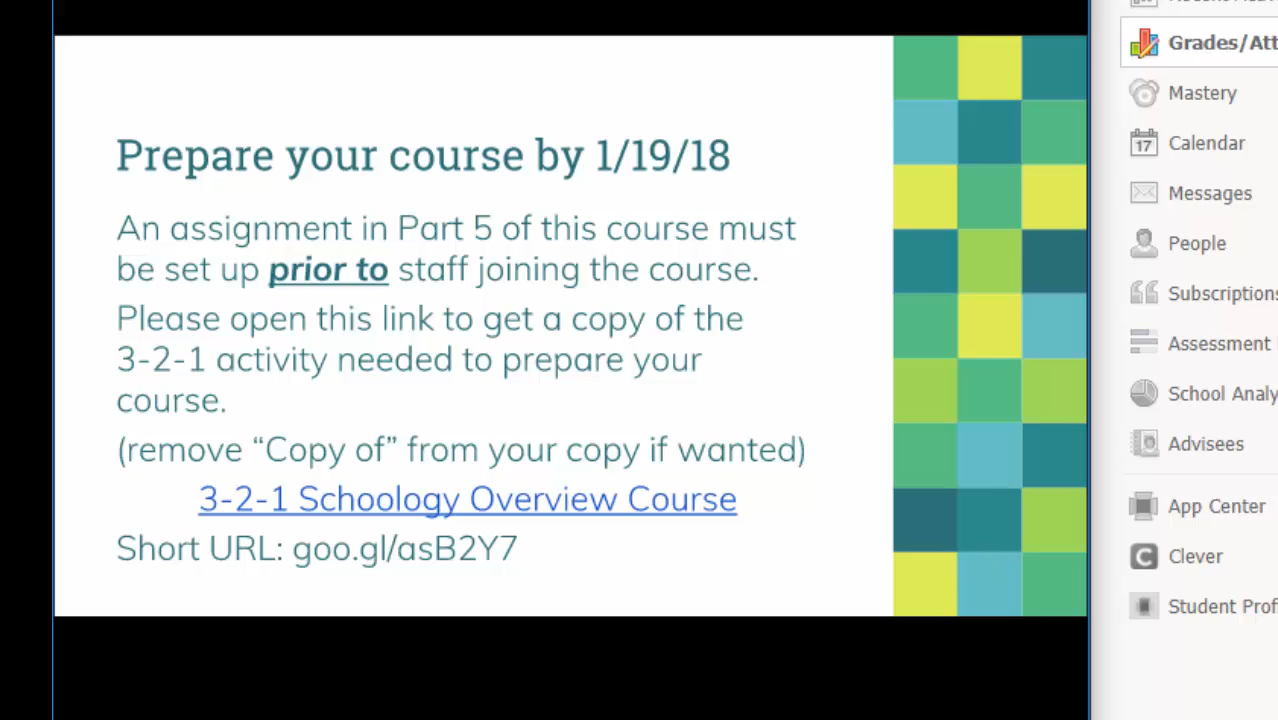 Prepare your course by 1/19/18
An assignment in Part 5 of this course must
be set up prior to staff joining the course.
Please open this link to get a copy of the
3-2-1 activity needed to prepare your
course.
(remove “Copy of” from your copy if wanted)
3-2-1 Schoology Overview Course
Short URL: goo.gl/asB2Y7
Grades/Att
Mastery
17
Calendar
Messages
People
Subscriptions
Assessment
School Analy
Advisees
App Center
C
Clever
Student Prof